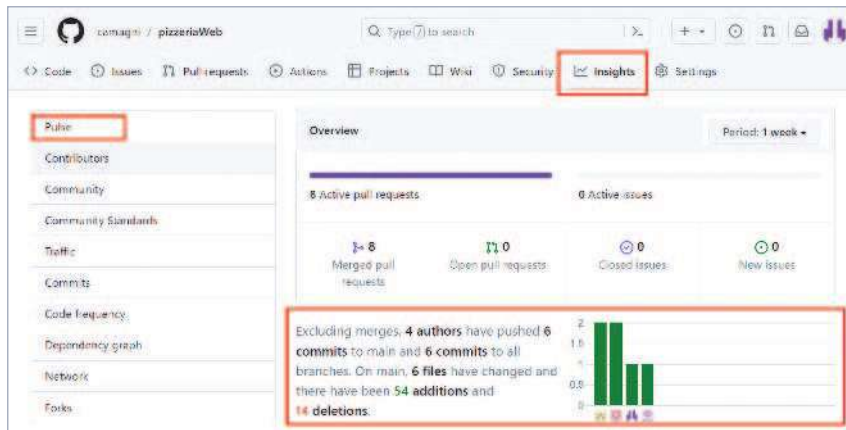 camagni / pizzeriaWeb
Type / to search
Code
Issues
Pull requests
Actions
Projects
Wiki
Security
Insights
Settings
Pulse
Contributors
Community
Community Standards
Traffic
Commits
Code frequency
Dependency graph
Network
Forks
Overview
Period: 1 week
8 Active pull requests
0 Active issues
8
Merged pull
requests
0
Open pull requests
0
Closed issues
0
New issues
Excluding merges, 4 authors have pushed 6
commits to main and 6 commits to all
branches. On main, 6 files have changed and
there have been 54 additions and
14 deletions.
2
1.5
1
0.5
0